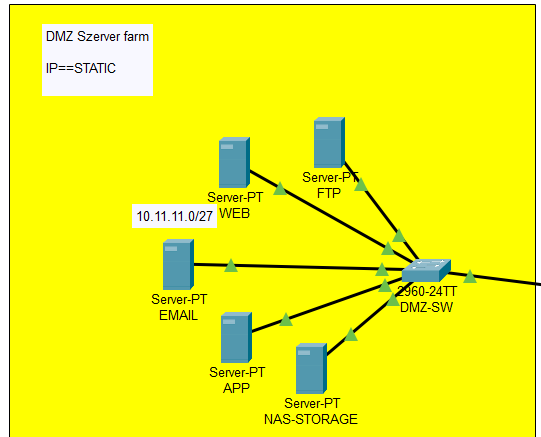 DMZ Szerver farm
IP==STATIC
Server-PT
FTP
Server-PT
WEB
10.11.11.0/27
Server-PT
EMAIL
2960-24TT
DMZ-SW
Server-PT
APP
Server-PT
NAS-STORAGE